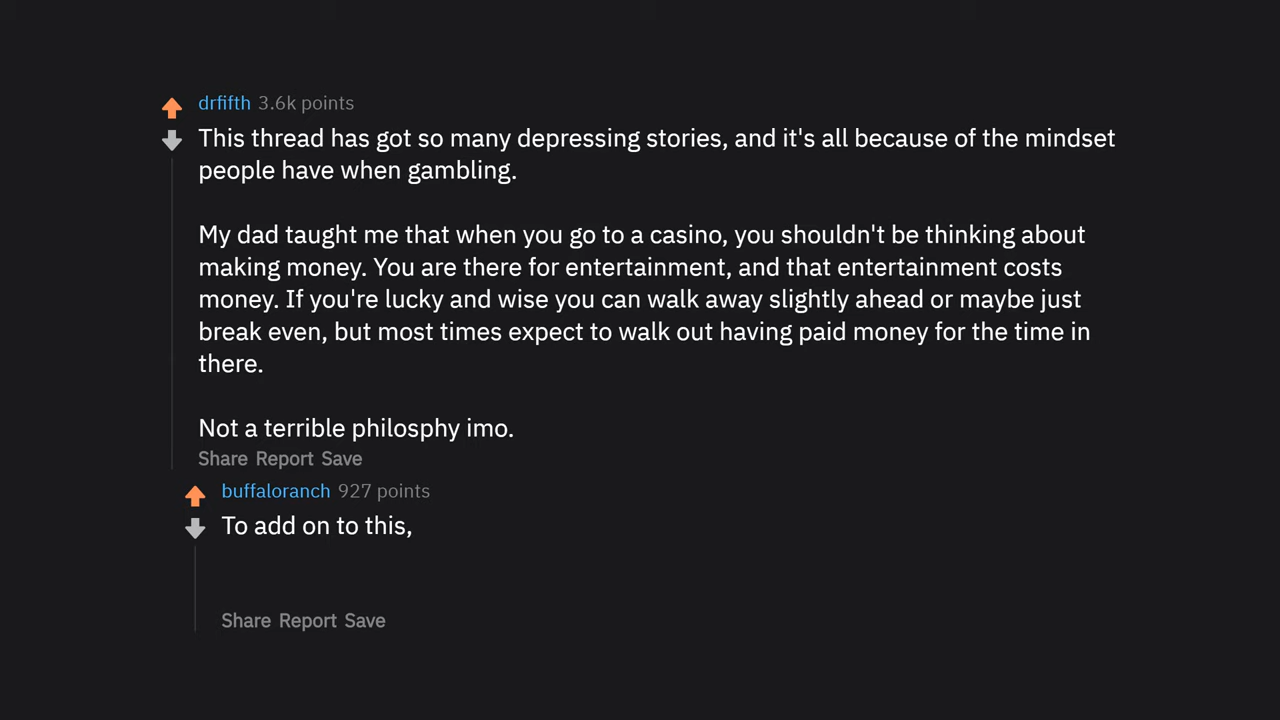 drfifth 3.6k points
This thread has got so many depressing stories, and it's all because of the mindset
people have when gambling.
My dad taught me that when you go to a casino, you shouldn't be thinking about
making money. You are there for entertainment, and that entertainment costs
money. If you're lucky and wise you can walk away slightly ahead or maybe just
break even, but most times expect to walk out having paid money for the time in
there.
Not a terrible philosphy imo.
Share Report Save
buffaloranch 927 points
To add on to this,
Share Report Save